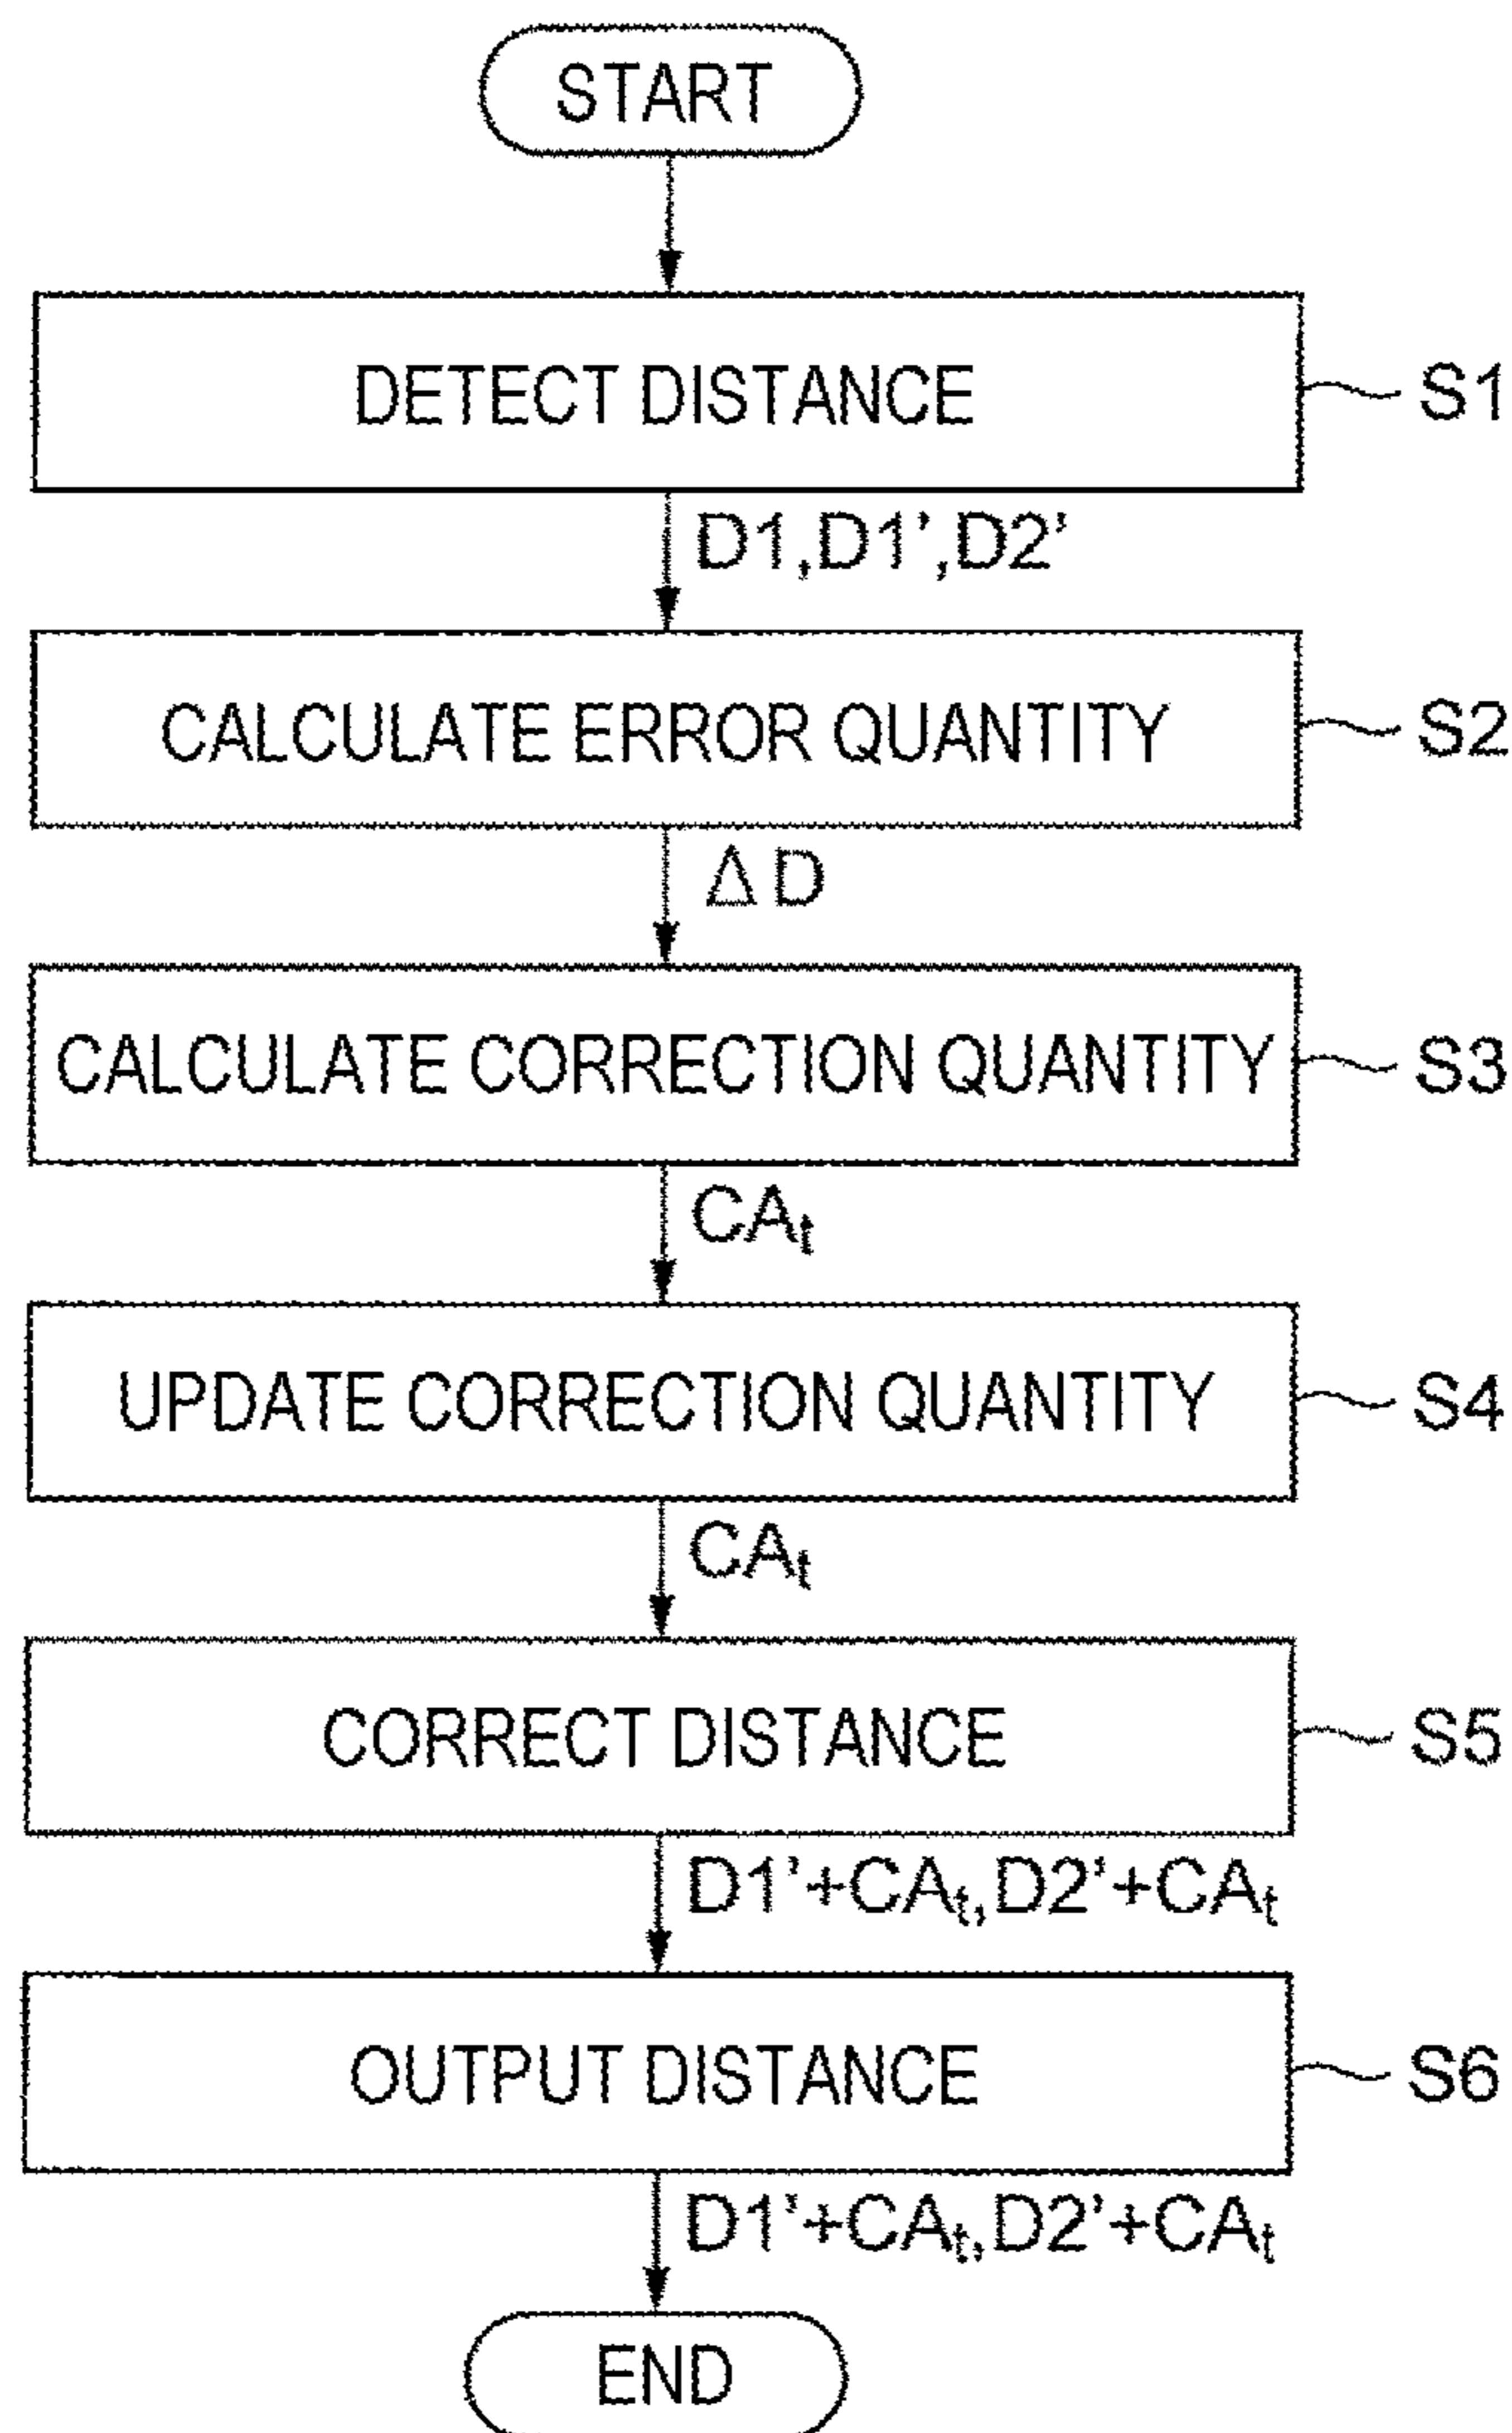 START
DETECT DISTANCE S1
D1,D1',D2'
CALCULATE ERROR QUANTITY S2
Δ D
CALCULATE CORRECTION QUANTITY S3
CAt
UPDATE CORRECTION QUANTITY S4
CAt
CORRECT DISTANCE S5
D1'+CAt,D2'+CAt
OUTPUT DISTANCE S6
D1'+CAt,D2'+CAt
END